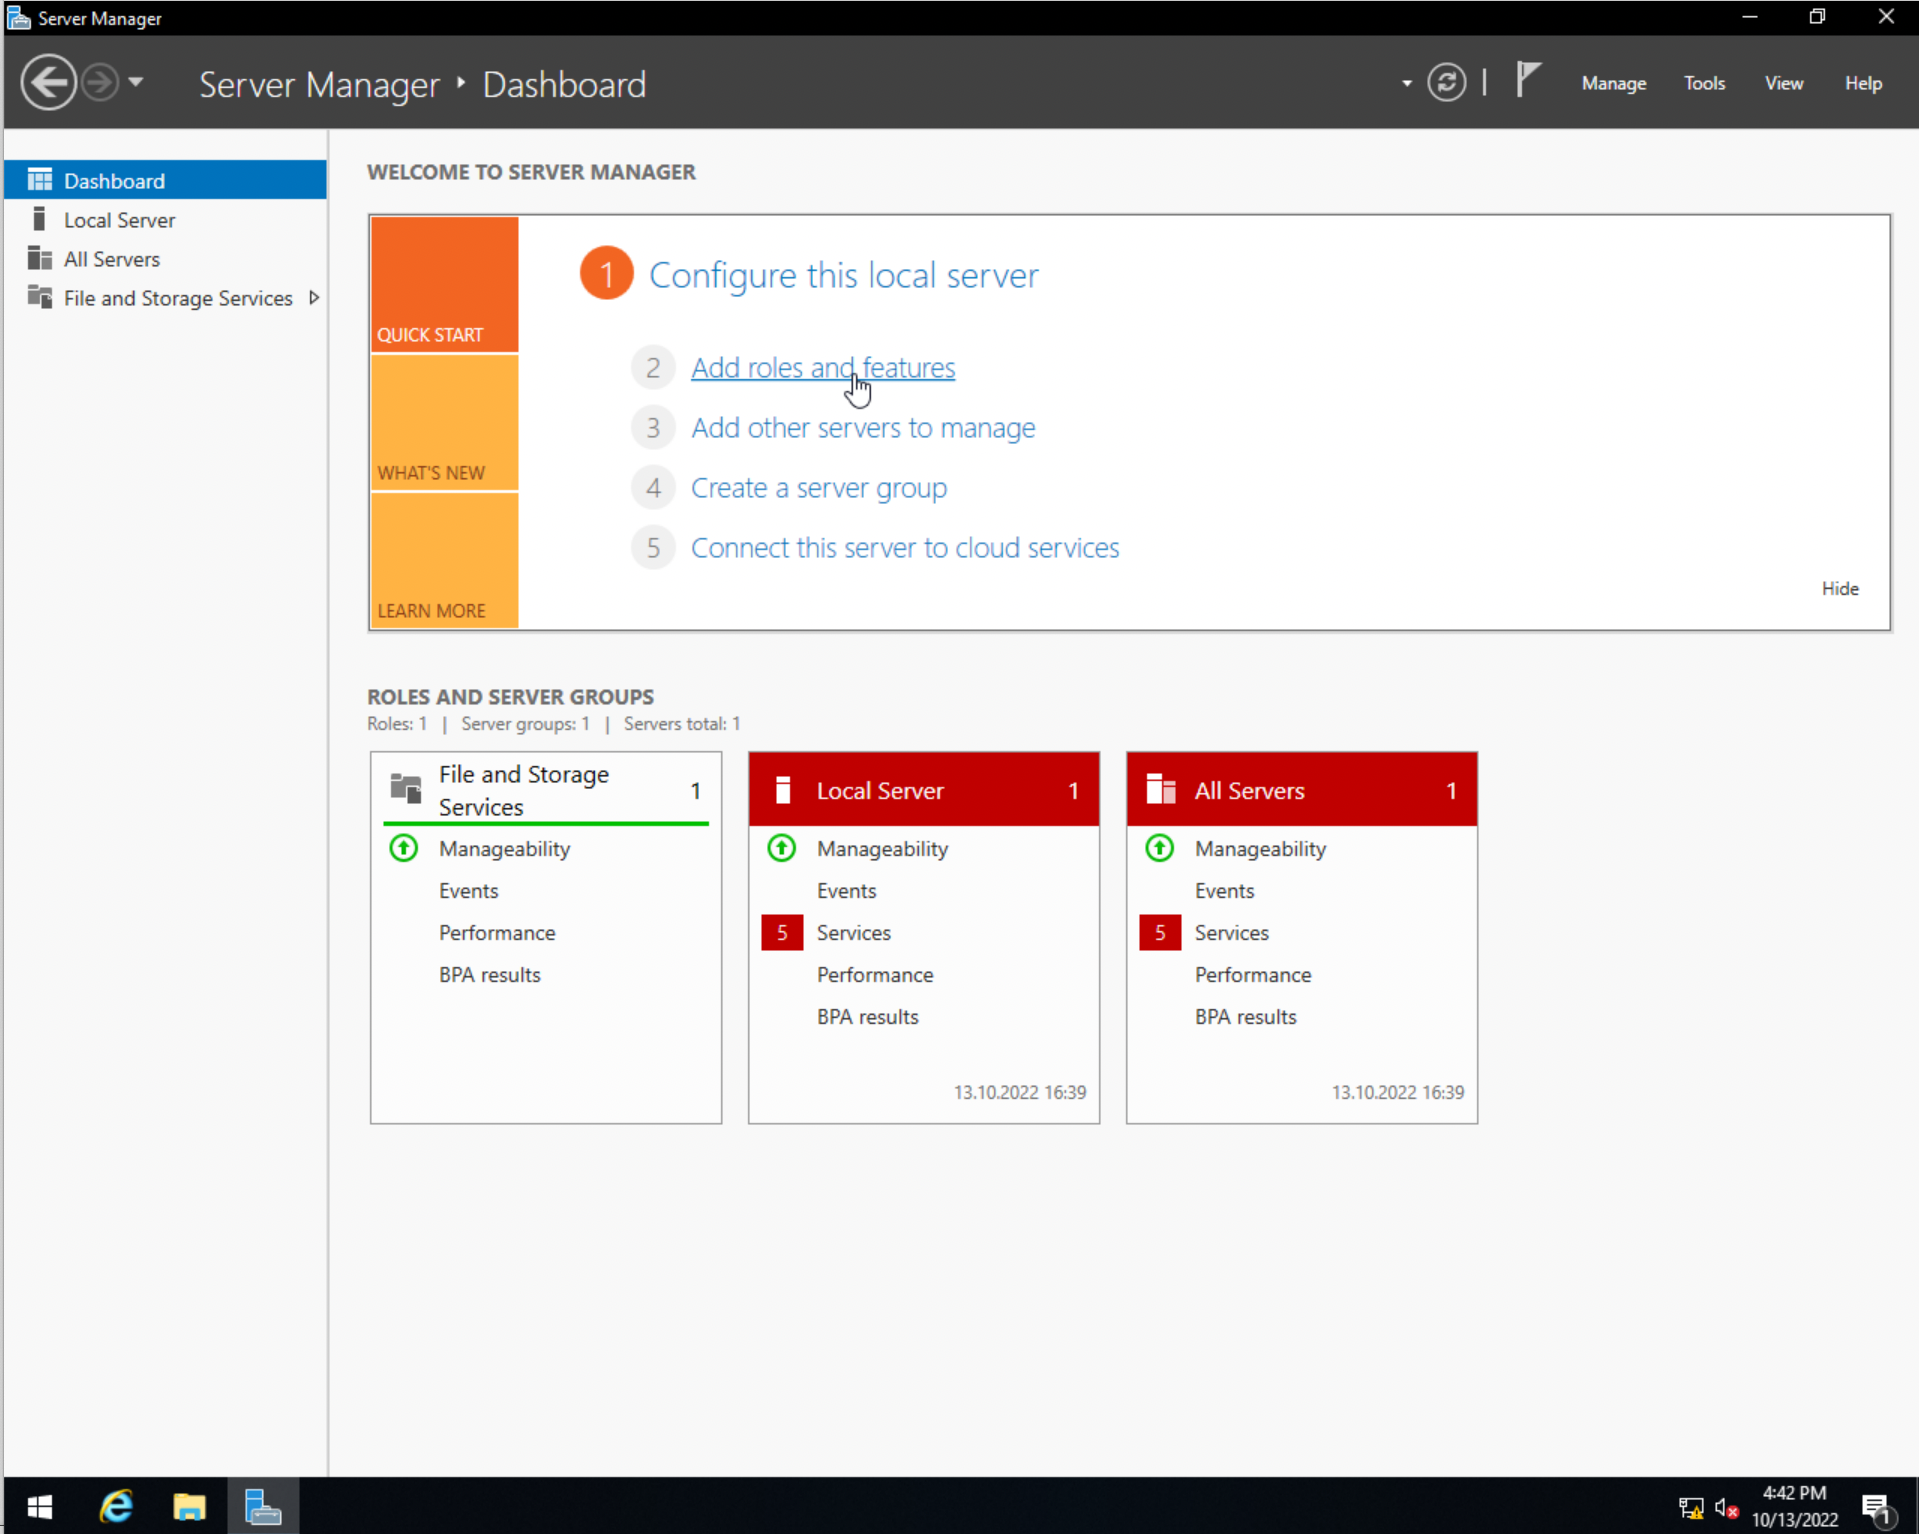 Server Manager
Server Manager ‣ Dashboard
Manage Tools View Help
Dashboard
Local Server
All Servers
File and Storage Services
WELCOME TO SERVER MANAGER
QUICK START
WHAT'S NEW
LEARN MORE
1 Configure this local server
2 Add roles and features
3 Add other servers to manage
4 Create a server group
5 Connect this server to cloud services
Hide
ROLES AND SERVER GROUPS
Roles: 1 | Server groups: 1 | Servers total: 1
File and Storage
Services
1
Manageability
Events
Performance
BPA results
Local Server 1
Manageability
Events
5 Services
Performance
BPA results
13.10.2022 16:39
All Servers 1
Manageability
Events
5 Services
Performance
BPA results
13.10.2022 16:39
4:42 PM
10/13/2022
1